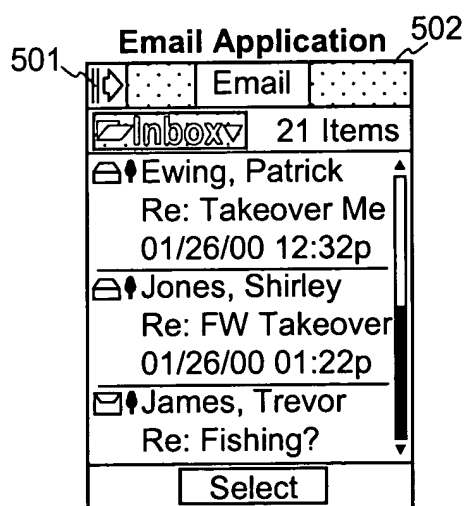 Email Application
501
502
Email
Inbox 21 Items
Ewing, Patrick
Re: Takeover Me
01/26/00 12:32p
Jones, Shirley
Re: FW Takeover
01/26/00 01:22p
James, Trevor
Re: Fishing?
Select